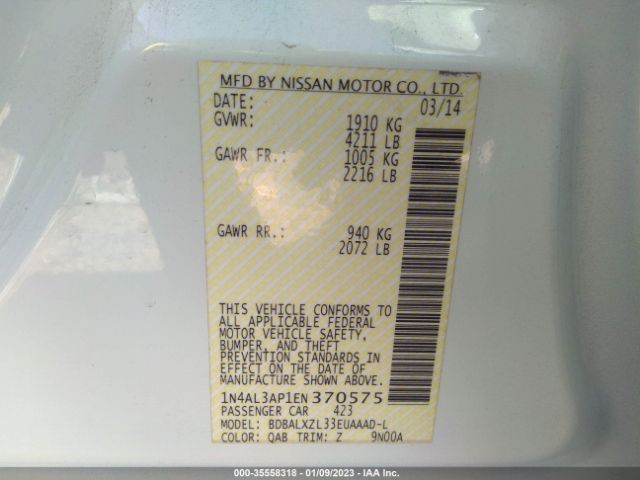 MFD BY NISSAN MOTOR CO., LTD.
DATE: 03/14
GVWR: 1910 KG
4211 LB
GAWR FR.: 1005 KG
2216 LB
GAWR RR.: 940 KG
2072 LB
THIS VEHICLE CONFORMS TO
ALL APPLICABLE FEDERAL
MOTOR VEHICLE SAFETY,
BUMPER, AND THEFT
PREVENTION STANDARDS IN
EFFECT ON THE DATE OF
MANUFACTURE SHOWN ABOVE.
1N4AL3AP1EN 370575
PASSENGER CAR 423
MODEL: BDBALXZL33EUAAAD-L
COLOR: QAB TRIM: Z 9N00A
000-35558318 - 01/09/2023 - IAA Inc.